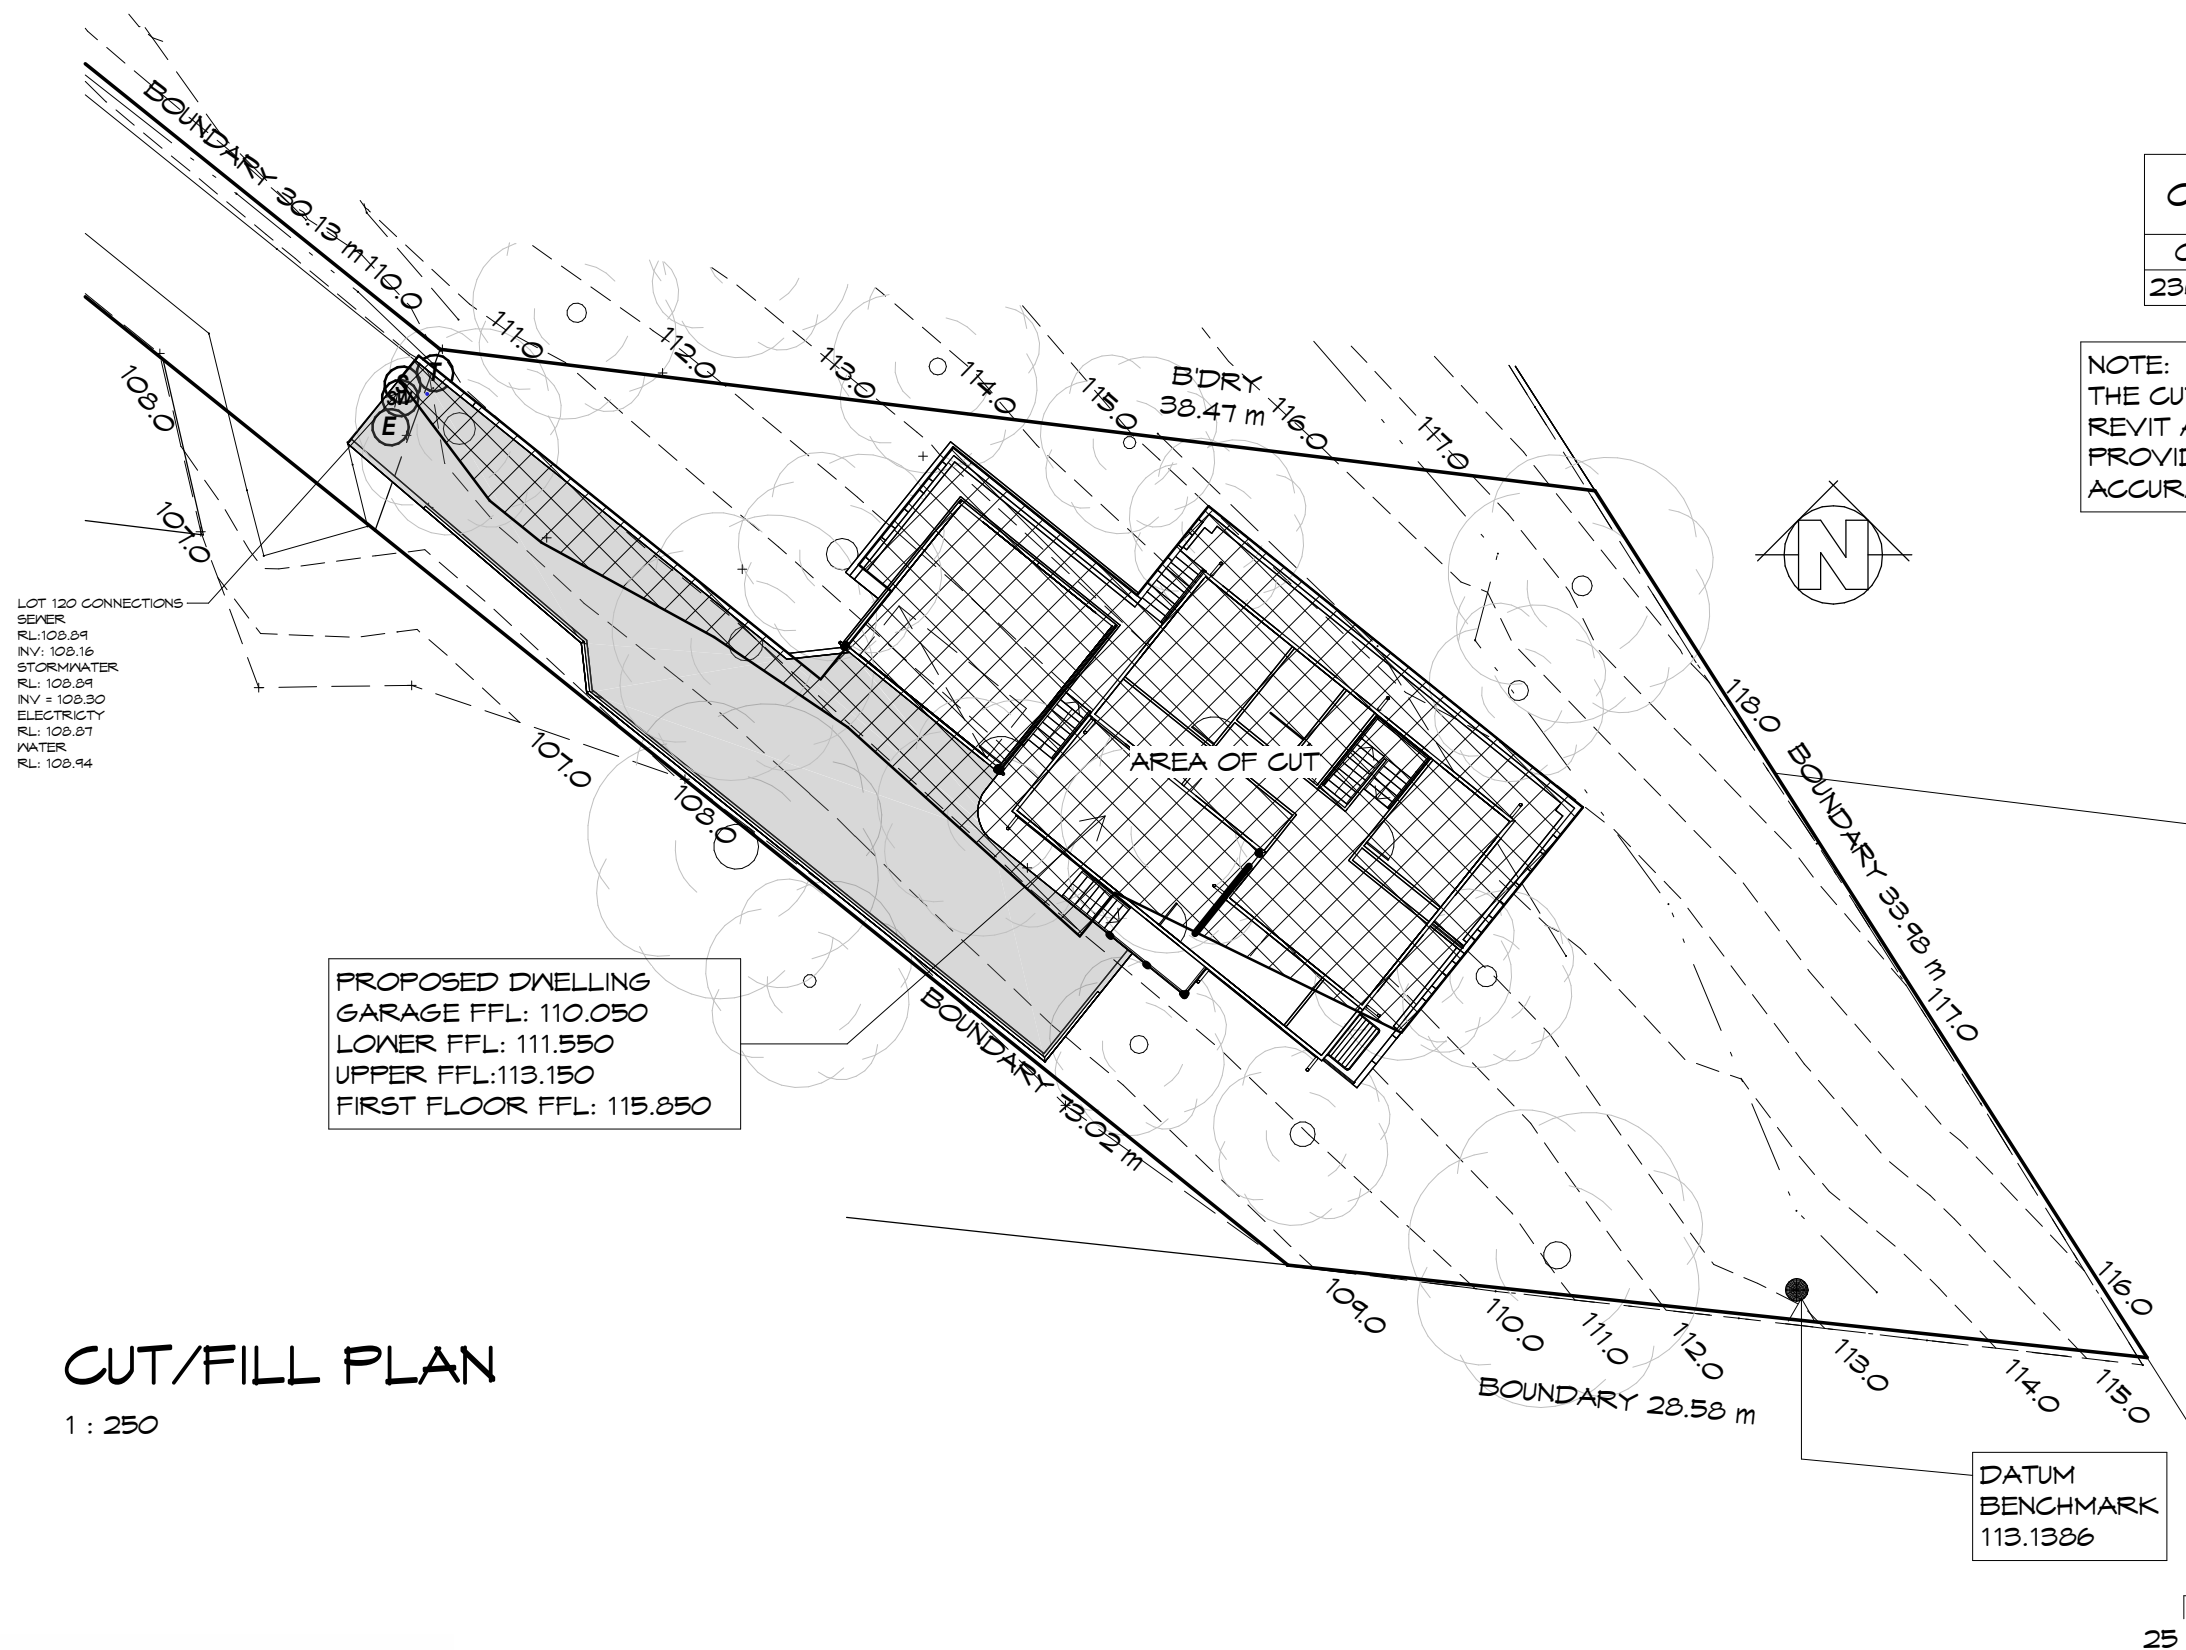 BOUNDARY 30.13 m
110.0
111.0
112.0
113.0
114.0
115.0
B'DRY
38.47 m
116.0
117.0
23
NOTE:
THE CU
REVIT A
PROVI
ACCUR
N
T
S
SW
E
108.0
107.0
LOT 120 CONNECTIONS
SEWER
RL:108.89
INV: 108.16
STORMWATER
RL: 108.89
INV = 108.30
ELECTRICTY
RL: 108.87
WATER
RL: 108.94
107.0
108.0
AREA OF CUT
118.0
BOUNDARY 33.98 m
117.0
PROPOSED DWELLING
GARAGE FFL: 110.050
LOWER FFL: 111.550
UPPER FFL:113.150
FIRST FLOOR FFL: 115.850
BOUNDARY 73.02 m
116.0
109.0
110.0
111.0
112.0
113.0
114.0
115.0
BOUNDARY 28.58 m
CUT/FILL PLAN
1 : 250
DATUM
BENCHMARK
113.1386
25